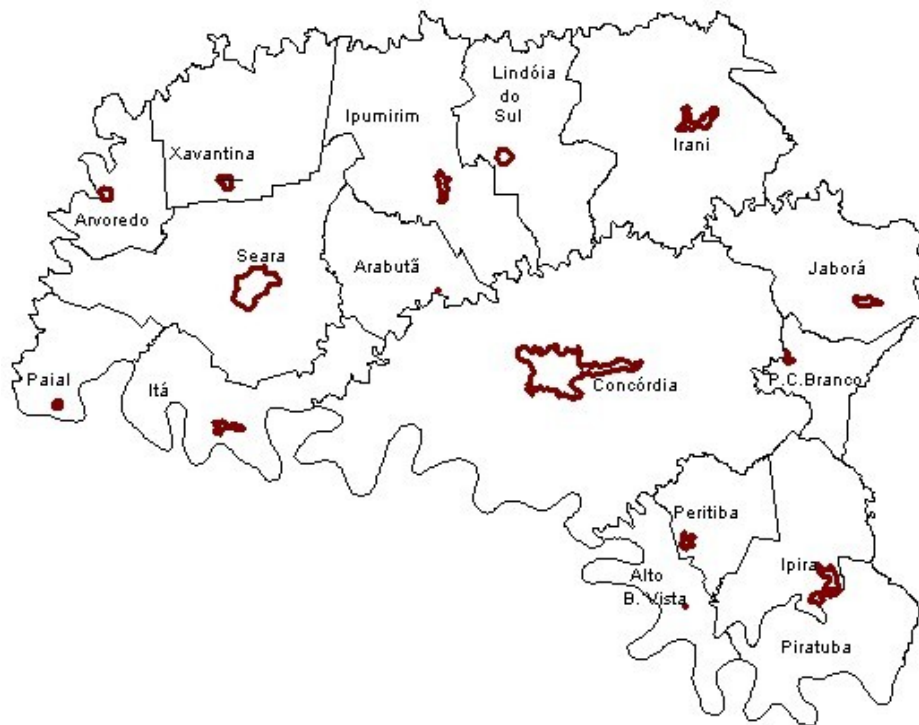 Lindóia
do
Sul
Ipumirim
Irani
Xavantina
Arvoredo
Seara
Arabutã
Jaborá
Paial
Itá
Concórdia
P.C.Branco
Peritiba
Alto
B. Vista
Ipira
Piratuba